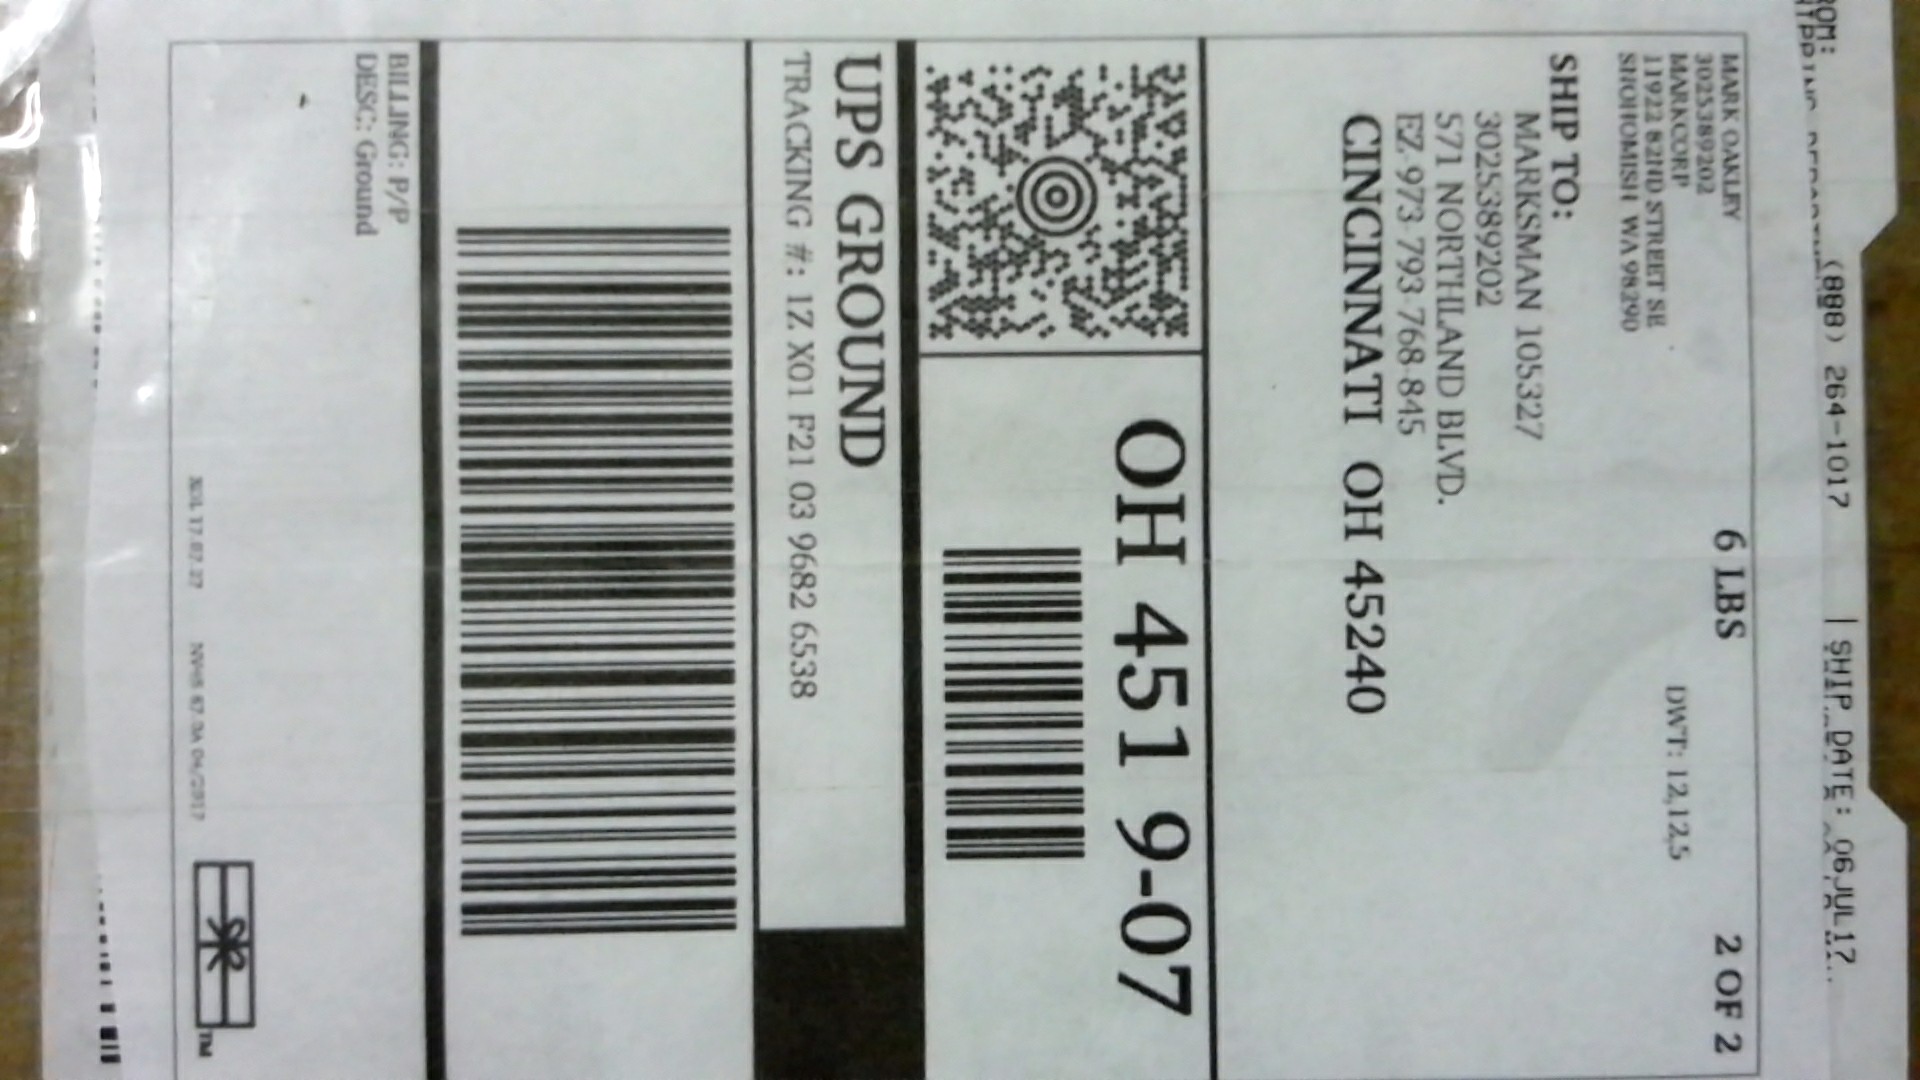 (888) 264-1017 | SHIP DATE: 06JUL17
MARK OAKLEY
3025389202
MARKCORP
11922 82ND STREET SE
SNOHOMISH WA 98290
6 LBS
2 OF 2
DWT: 12,12,5
SHIP TO:
MARKSMAN 105327
3025389202
571 NORTHLAND BLVD.
EZ-973-793-768-845
CINCINNATI OH 45240
OH 451 9-07
UPS GROUND
TRACKING #: 1Z X01 F21 03 9682 6538
BILLING: P/P
DESC: Ground
04/2017
TM